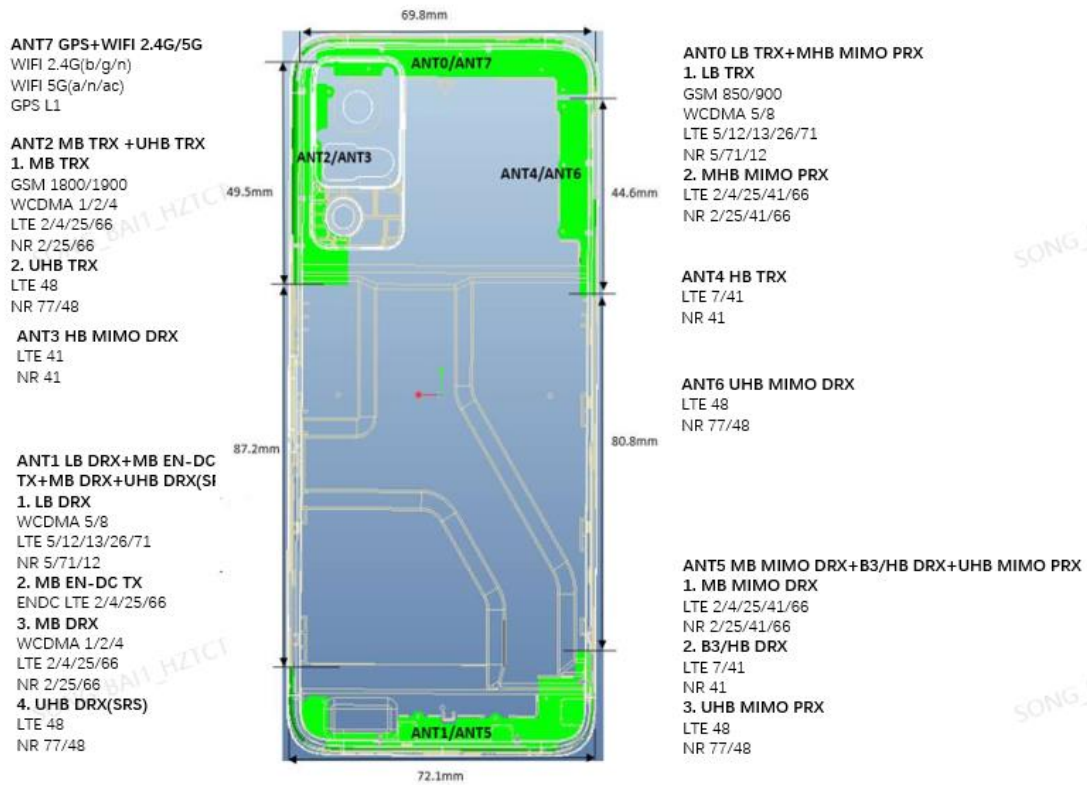 69.8mm
ANT7 GPS+WIFI 2.4G/5G
WIFI 2.4G(b/g/n)
WIFI 5G(a/n/ac)
GPS L1
ANT2 MB TRX +UHB TRX
1. MB TRX
GSM 1800/1900
WCDMA 1/2/4
LTE 2/4/25/66
NR 2/25/66
2. UHB TRX
LTE 48
NR 77/48
ANT3 HB MIMO DRX
LTE 41
NR 41
ANT1 LB DRX+MB EN-DC
TX+MB DRX+UHB DRX(SF
1. LB DRX
WCDMA 5/8
LTE 5/12/13/26/71
NR 5/71/12
2. MB EN-DC TX
ENDC LTE 2/4/25/66
3. MB DRX
WCDMA 1/2/4
LTE 2/4/25/66
NR 2/25/66
4. UHB DRX(SRS)
LTE 48
NR 77/48
ANT0/ANT7
ANT2/ANT3
ANT4/ANT6
49.5mm
44.6mm
87.2mm
80.8mm
ANT1/ANT5
72.1mm
ANT0 LB TRX+MHB MIMO PRX
1. LB TRX
GSM 850/900
WCDMA 5/8
LTE 5/12/13/26/71
NR 5/71/12
2. MHB MIMO PRX
LTE 2/4/25/41/66
NR 2/25/41/66
ANT4 HB TRX
LTE 7/41
NR 41
ANT6 UHB MIMO DRX
LTE 48
NR 77/48
ANT5 MB MIMO DRX+B3/HB DRX+UHB MIMO PRX
1. MB MIMO DRX
LTE 2/4/25/41/66
NR 2/25/41/66
2. B3/HB DRX
LTE 7/41
NR 41
3. UHB MIMO PRX
LTE 48
NR 77/48
SONG_
SONG_